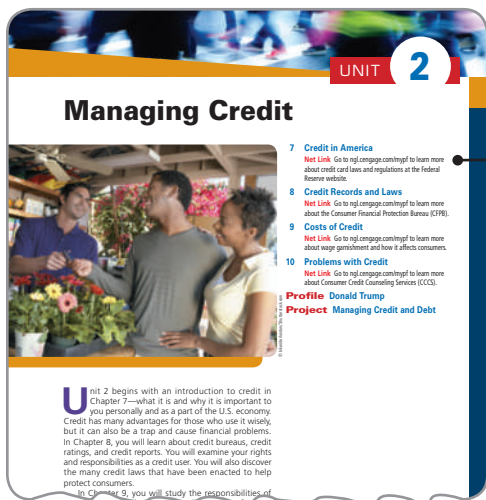 UNIT 2
Managing Credit
7 Credit in America
Net Link Go to ngl.cengage.com/mypf to learn more
about credit card laws and regulations at the Federal
Reserve website.
8 Credit Records and Laws
Net Link Go to ngl.cengage.com/mypf to learn more
about the Consumer Financial Protection Bureau (CFPB).
9 Costs of Credit
Net Link Go to ngl.cengage.com/mypf to learn more
about wage garnishment and how it affects consumers.
10 Problems with Credit
Net Link Go to ngl.cengage.com/mypf to learn more
about Consumer Credit Counseling Services (CCCS).
Profile Donald Trump
Project Managing Credit and Debt
Unit 2 begins with an introduction to credit in
Chapter 7—what it is and why it is important to
you personally and as a part of the U.S. economy.
Credit has many advantages for those who use it wisely,
but it can also be a trap and cause financial problems.
In Chapter 8, you will learn about credit bureaus, credit
ratings, and credit reports. You will examine your rights
and responsibilities as a credit user. You will also discover
the many credit laws that have been enacted to help
protect consumers.
In Chapter 9, you will study the responsibilities of